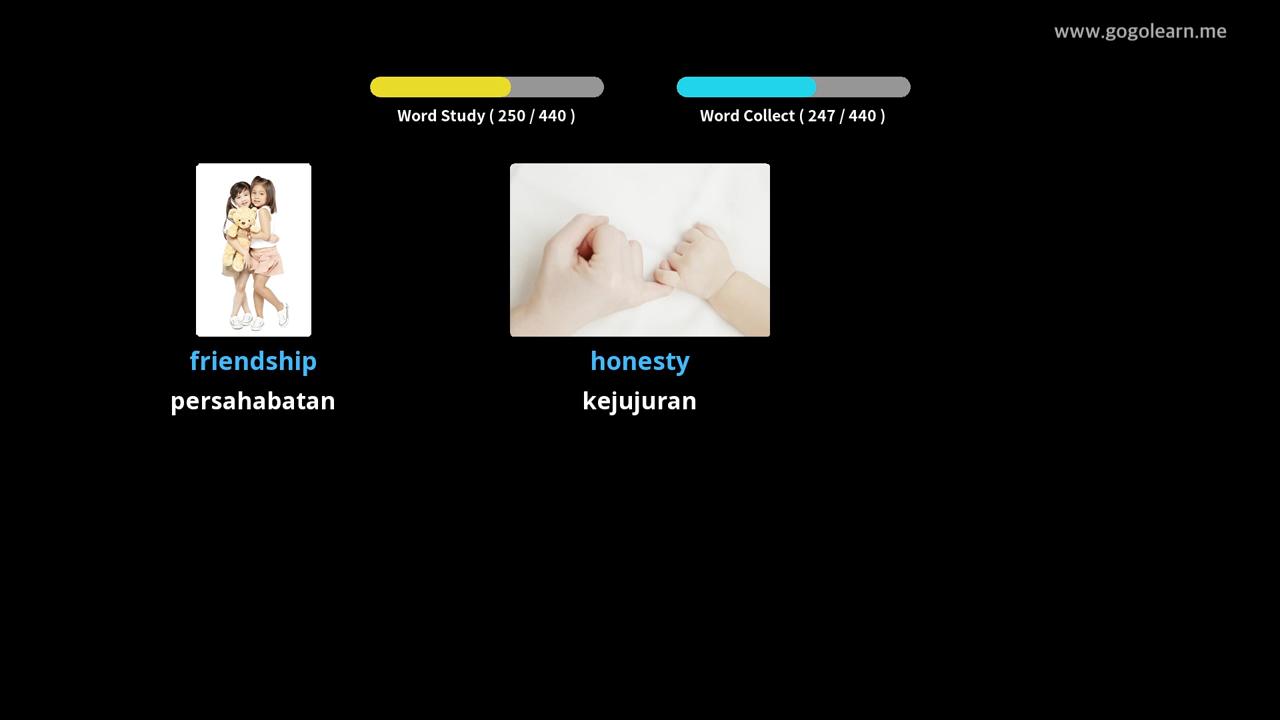 www.gogolearn.me
Word Study ( 250 / 440 )
Word Collect ( 247 / 440 )
friendship
persahabatan
honesty
kejujuran